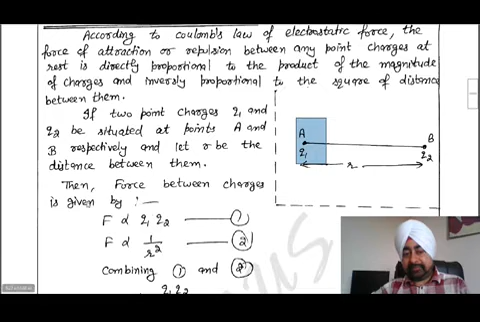 According to coulomb's law of electrostatic force, the
force of attraction or repulsion between any point charges at
rest is directly proportional to the product of the magnitude
of charges and inversly proportional to the square of distance
between them.
If two point charges q1 and
q2 be situated at points A and
B respectively and let r be the
distance between them.
Then, Force between charges
is given by :—
F ∝ q1 q2 ——— ①
F ∝ 1/r² ——— ②
Combining ① and ②
q1 q2
A
B
q1
q2
r